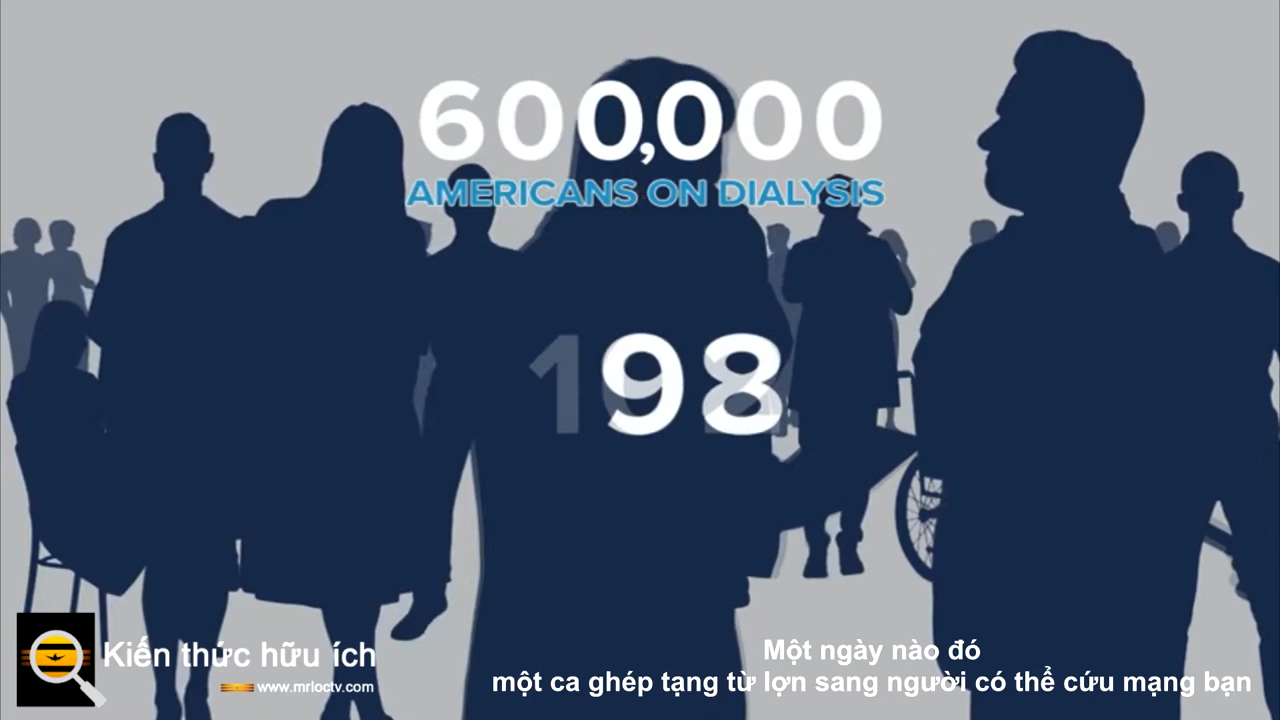 600,000
AMERICANS ON DIALYSIS
98
Kiến thức hữu ích
www.mrloctv.com
Một ngày nào đó
một ca ghép tạng từ lợn sang người có thể cứu mạng bạn